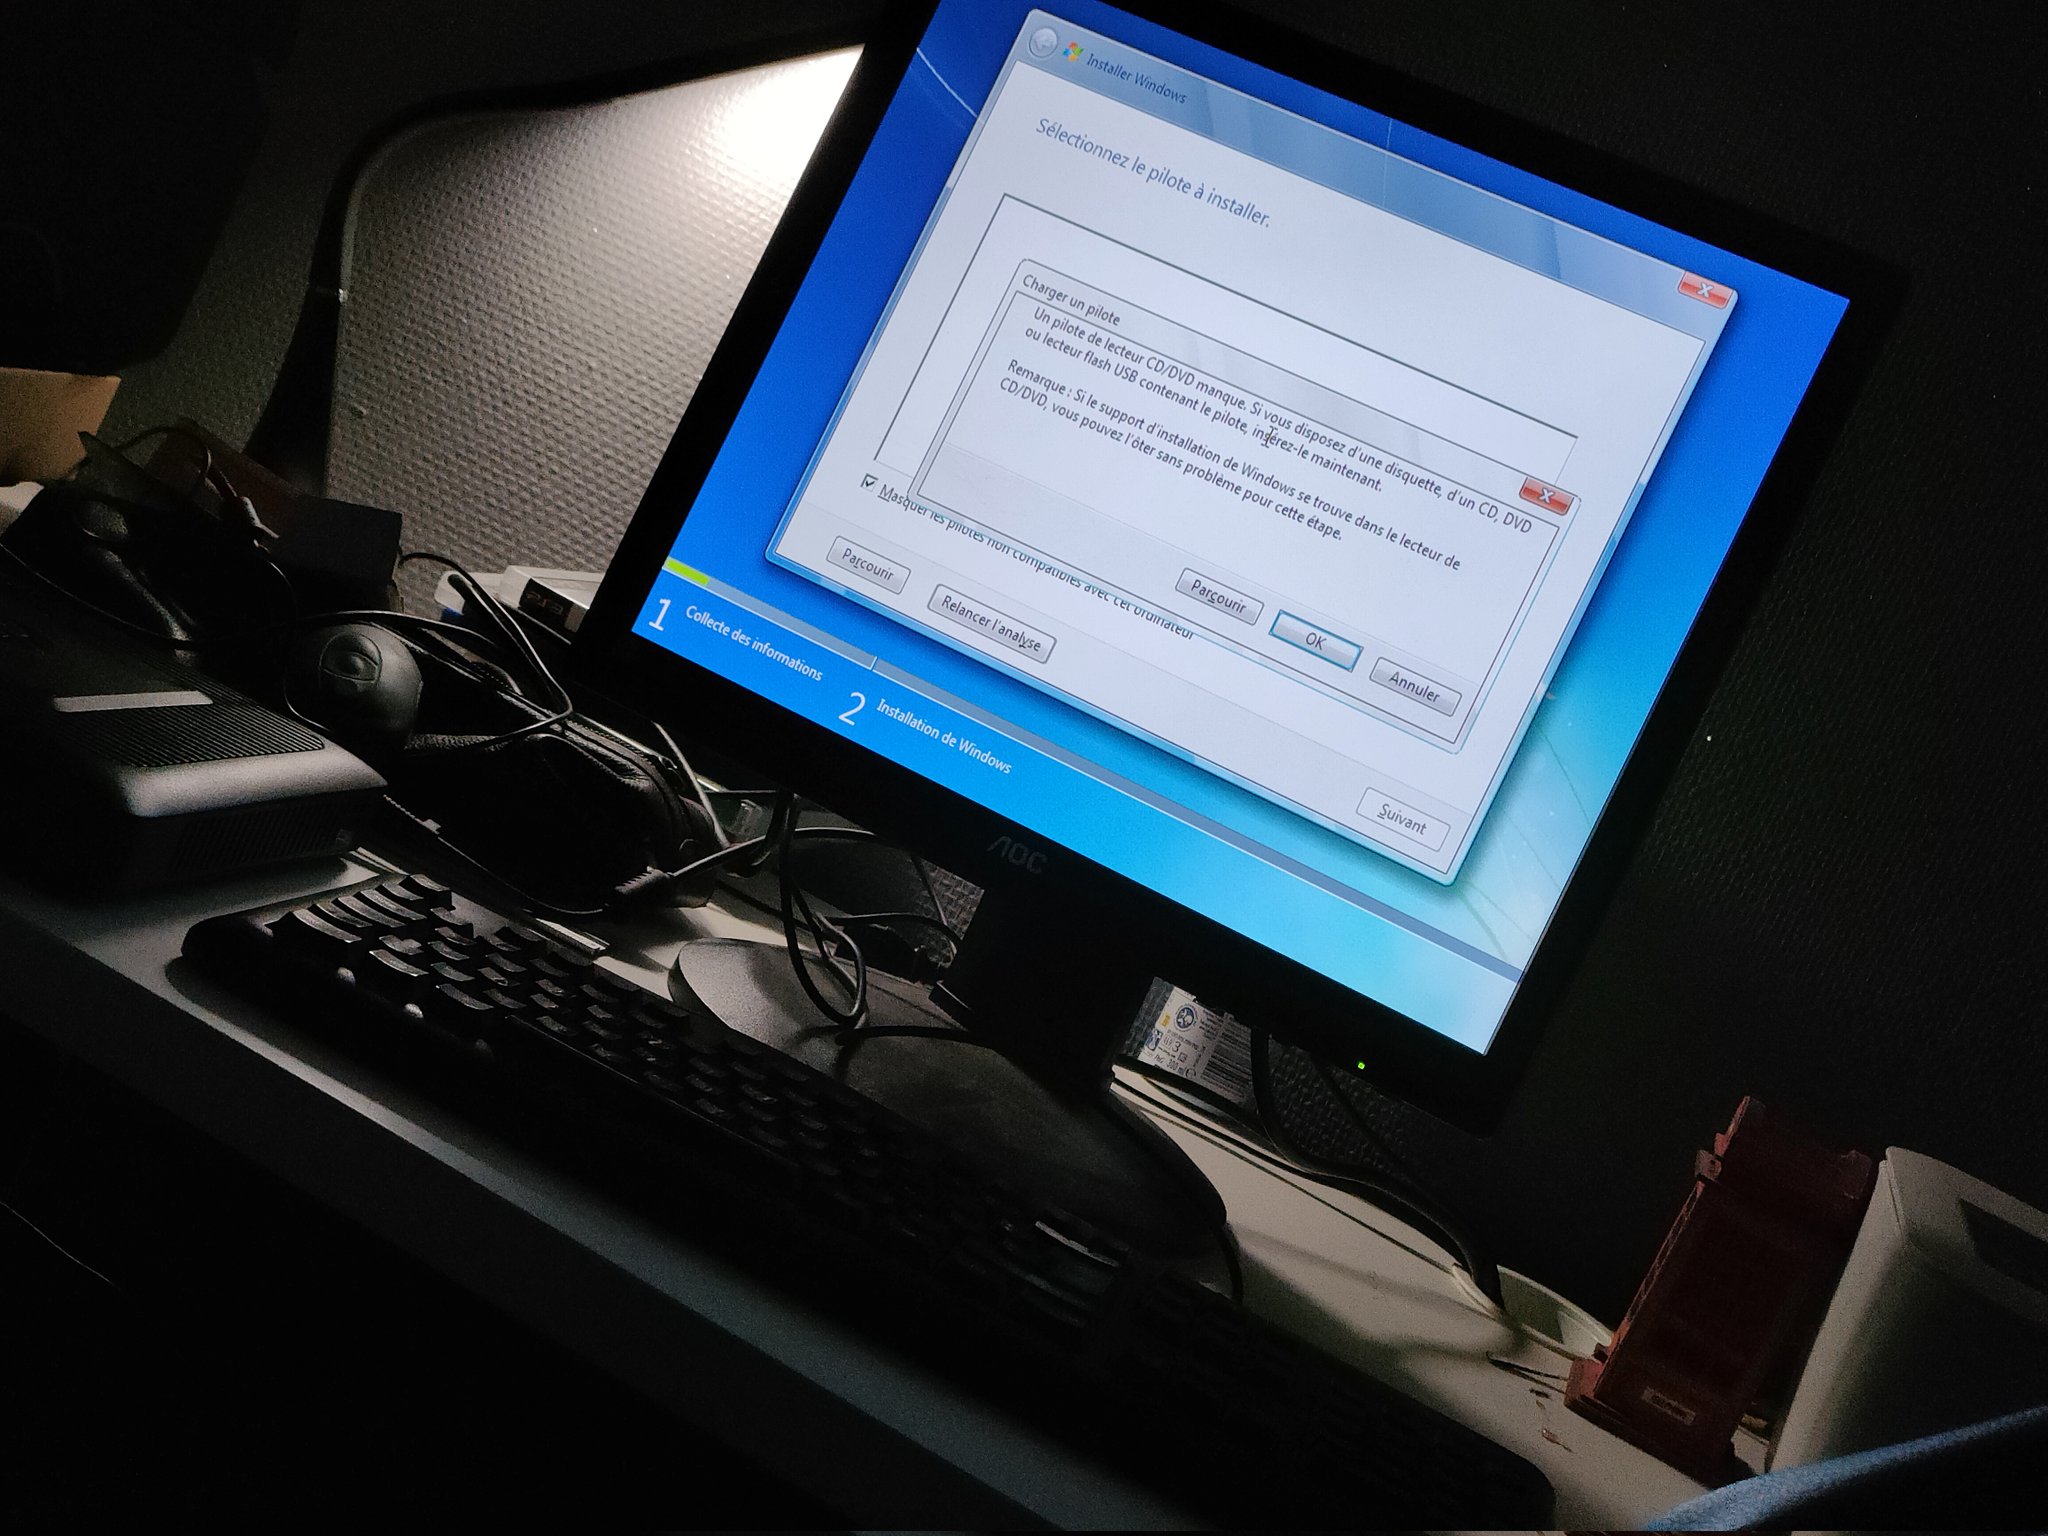 Installer Windows
Sélectionnez le pilote à installer.
Charger un pilote
Un pilote de lecteur CD/DVD manque. Si vous disposez d'une disquette, d'un CD, DVD
ou lecteur flash USB contenant le pilote, insérez-le maintenant.
Remarque : Si le support d'installation de Windows se trouve dans le lecteur de
CD/DVD, vous pouvez l'ôter sans problème pour cette étape.
Parcourir
OK
Annuler
Masquer les pilotes non compatibles avec cet ordinateur
Parcourir
Relancer l'analyse
Suivant
1 Collecte des informations
2 Installation de Windows
AOC
PS3
300 ml